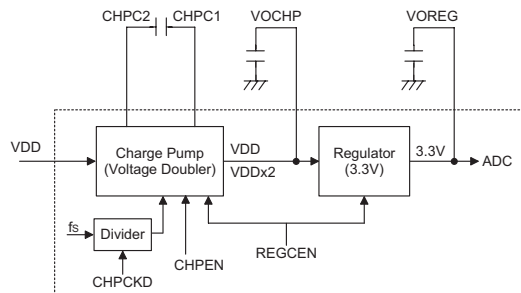 CHPC2 CHPC1 VOCHP VOREG
VDD
Charge Pump
(Voltage Doubler)
VDD
VDDx2
Regulator
(3.3V)
3.3V
ADC
fs
Divider
CHPEN
REGCEN
CHPCKD